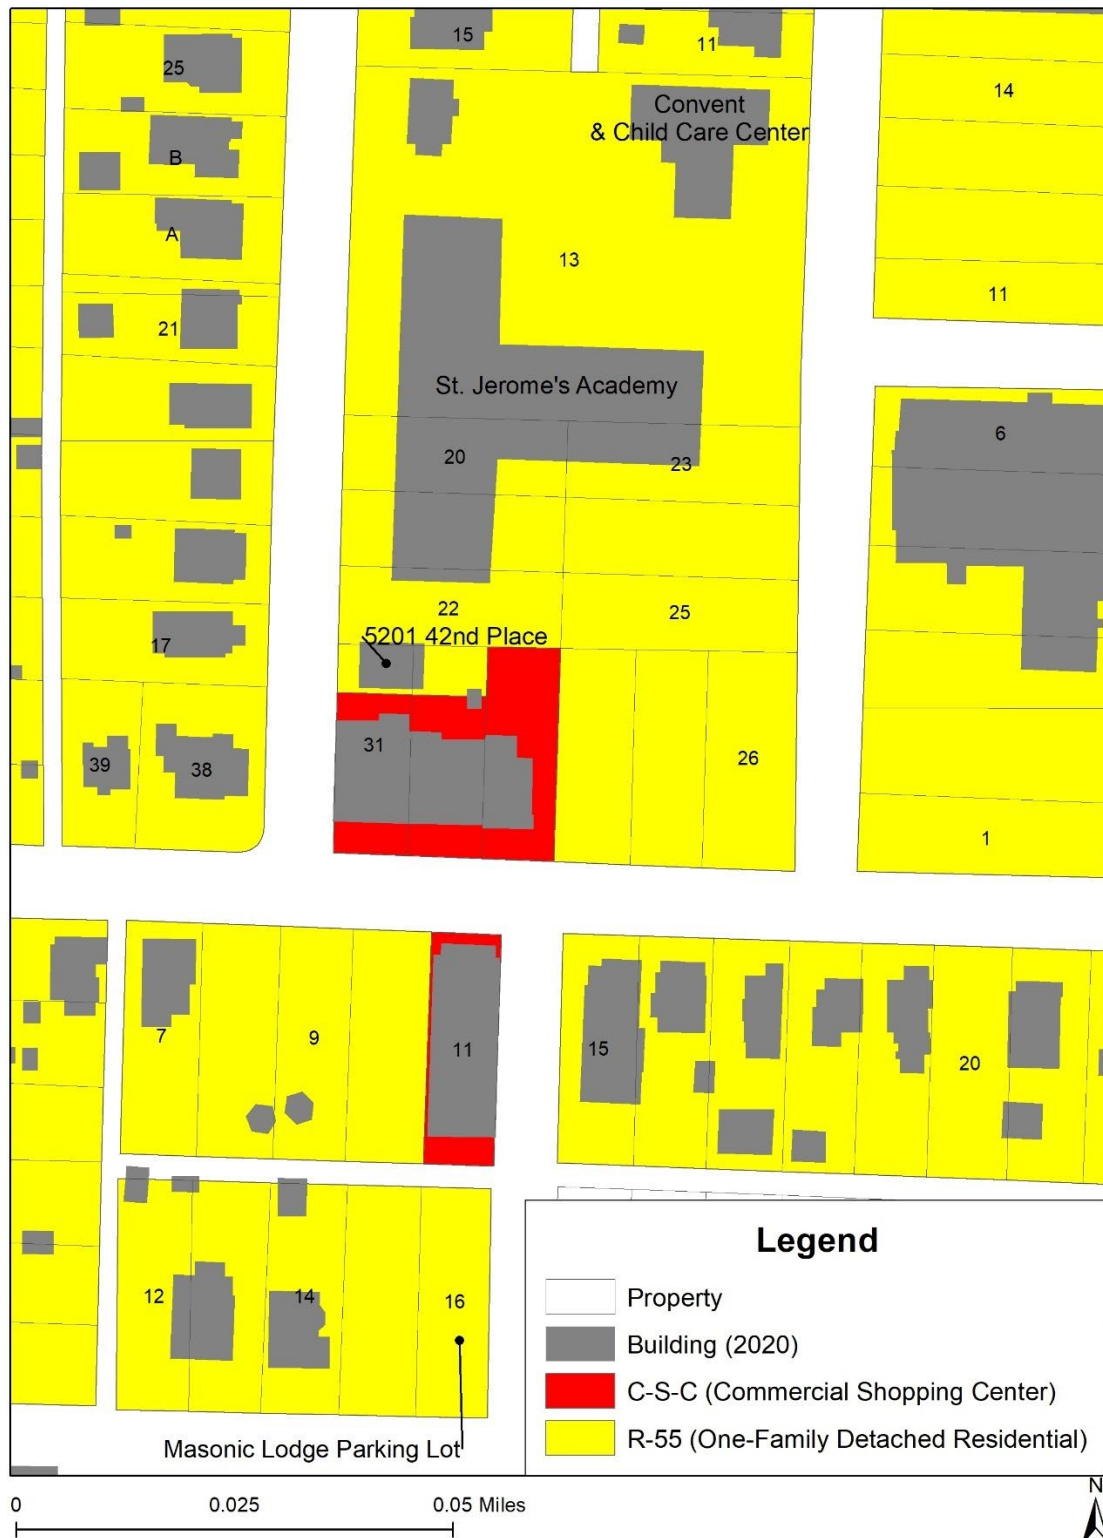 15
11
25
Convent
& Child Care Center
14
B
A
13
11
21
St. Jerome's Academy
6
20
23
22
25
5201 42nd Place
17
31
26
39
38
1
7
9
11
15
20
12
14
16
Masonic Lodge Parking Lot
Legend
Property
Building (2020)
C-S-C (Commercial Shopping Center)
R-55 (One-Family Detached Residential)
0 0.025 0.05 Miles
N